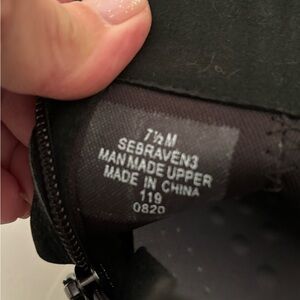 7½M
SEBRAVEN3
MAN MADE UPPER
MADE IN CHINA
119
0820